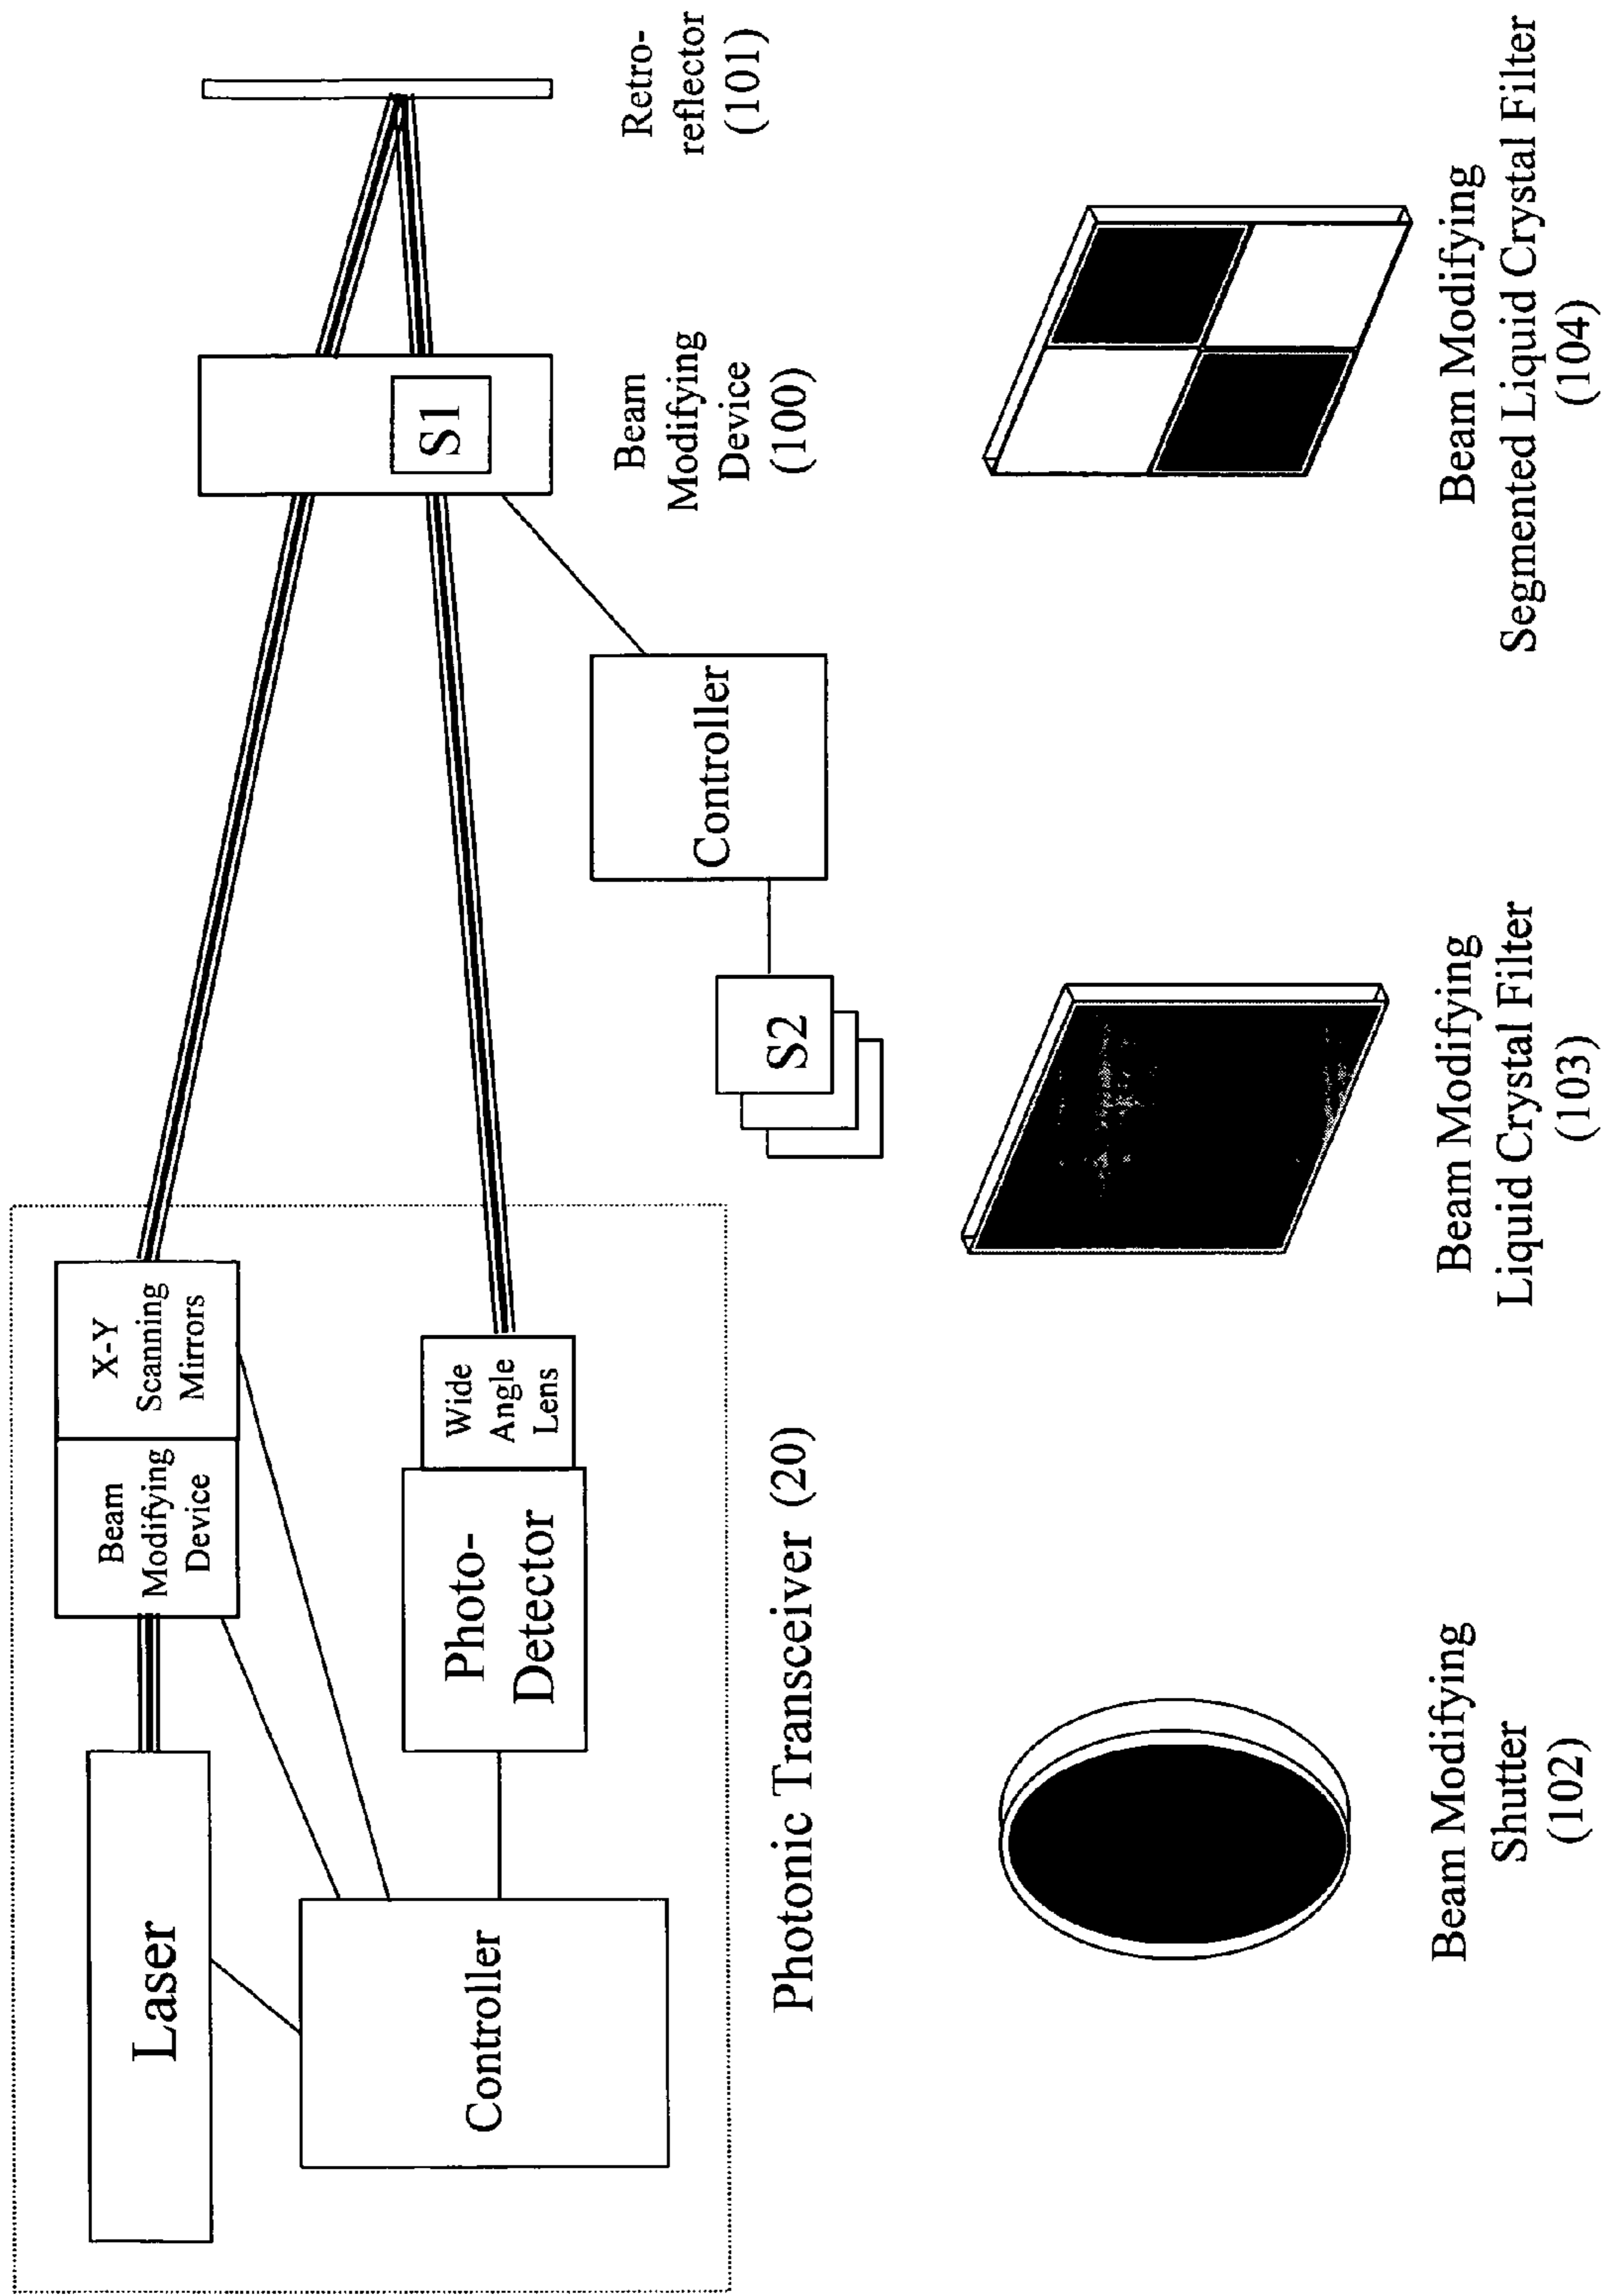 Laser
Beam
Modifying
Device
X-Y
Scanning
Mirrors
Controller
Photo-
Detector
Wide
Angle
Lens
Photonic Transceiver (20)
S2
Controller
S1
Beam
Modifying
Device
(100)
Retro-
reflector
(101)
Beam Modifying
Shutter
(102)
Beam Modifying
Liquid Crystal Filter
(103)
Beam Modifying
Segmented Liquid Crystal Filter
(104)